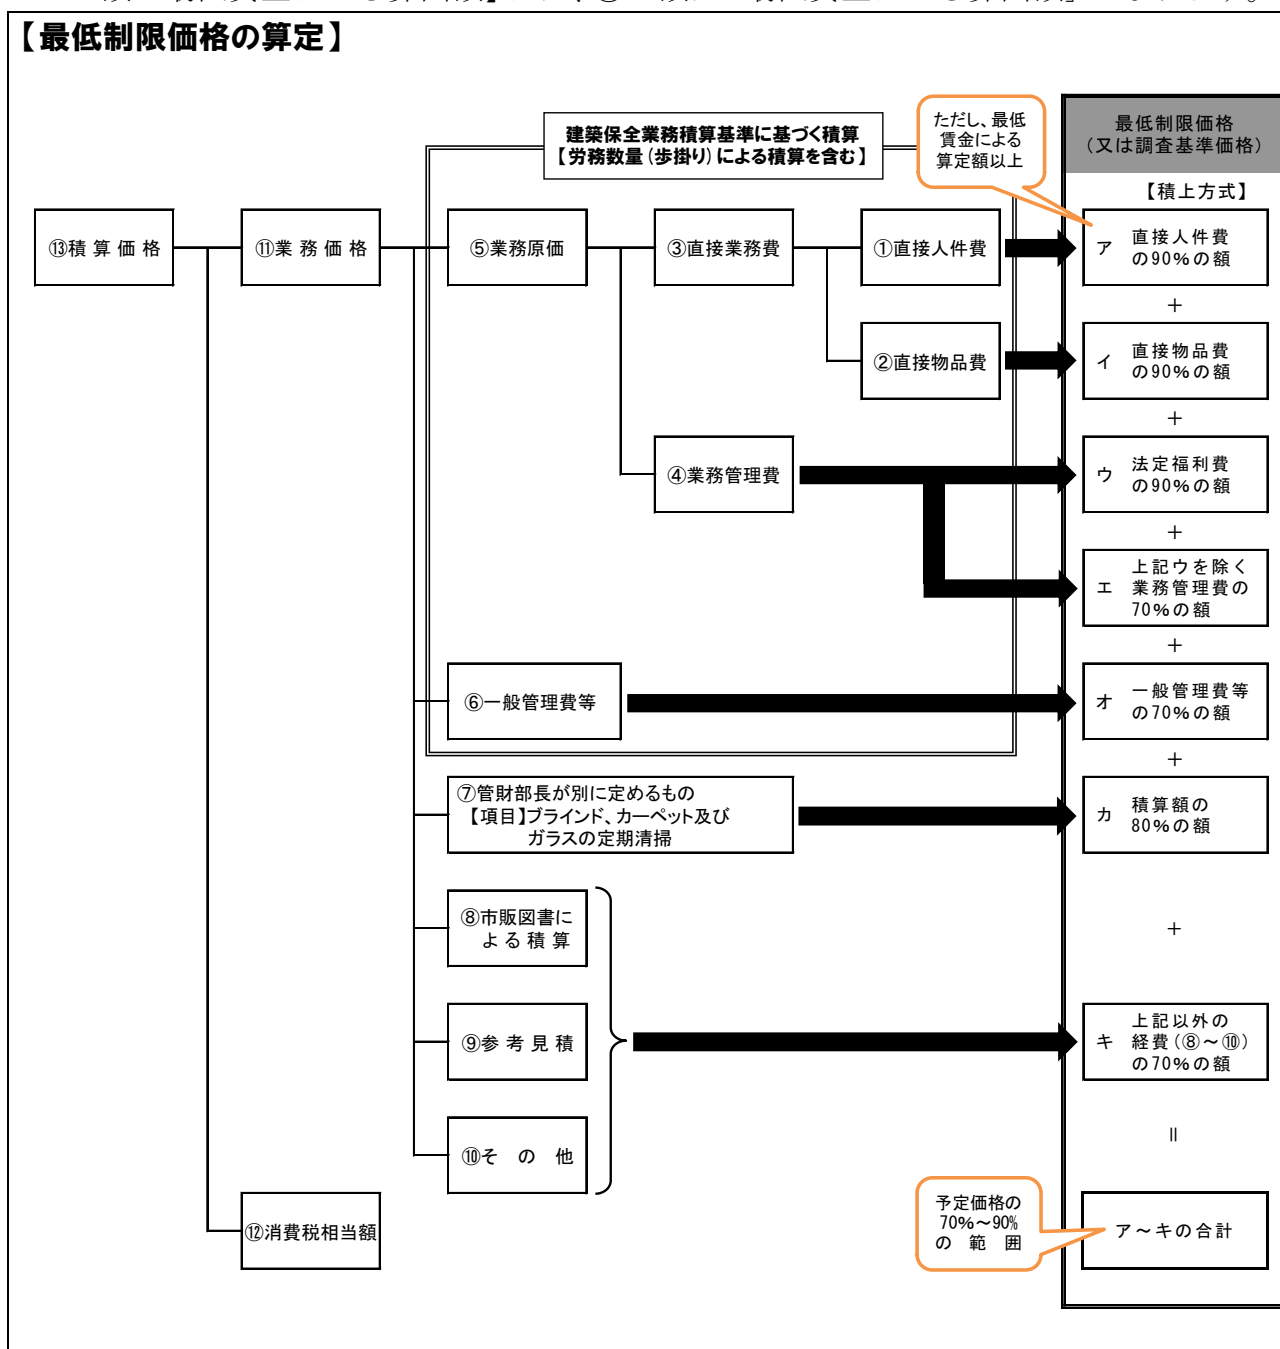 【最低制限価格の算定】
建築保全業務積算基準に基づく積算
【労務数量(歩掛り)による積算を含む】
ただし、最低
賃金による
算定額以上
最低制限価格
(又は調査基準価格)
【積上方式】
⑬積算価格
⑪業務価格
⑤業務原価
③直接業務費
①直接人件費
ア 直接人件費
の90%の額
+
②直接物品費
イ 直接物品費
の90%の額
+
④業務管理費
ウ 法定福利費
の90%の額
+
エ 上記ウを除く
業務管理費の
70%の額
+
⑥一般管理費等
オ 一般管理費等
の70%の額
+
⑦管財部長が別に定めるもの
【項目】ブラインド、カーペット及び
ガラスの定期清掃
カ 積算額の
80%の額
+
⑧市販図書に
よる積算
⑨参考見積
キ 上記以外の
経費(⑧~⑩)
の70%の額
⑩その他
=
⑫消費税相当額
予定価格の
70%~90%
の範囲
ア~キの合計